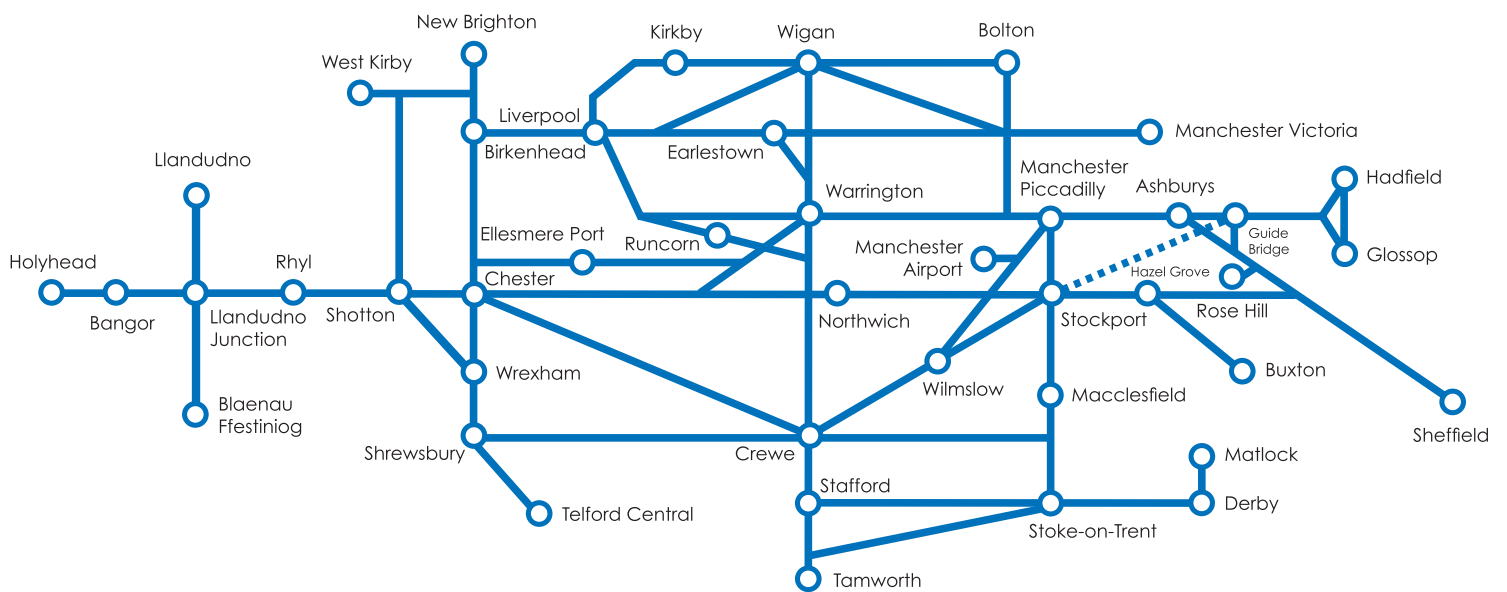 New Brighton
Kirkby
Wigan
Bolton
West Kirby
Liverpool
Birkenhead
Earlestown
Manchester Victoria
Llandudno
Manchester
Piccadilly
Ashburys
Hadfield
Warrington
Ellesmere Port
Runcorn
Manchester
Airport
Guide
Bridge
Glossop
Holyhead
Rhyl
Chester
Hazel Grove
Bangor
Llandudno
Junction
Shotton
Northwich
Stockport
Rose Hill
Wrexham
Wilmslow
Buxton
Macclesfield
Blaenau
Ffestiniog
Sheffield
Shrewsbury
Crewe
Matlock
Stafford
Telford Central
Derby
Stoke-on-Trent
Tamworth